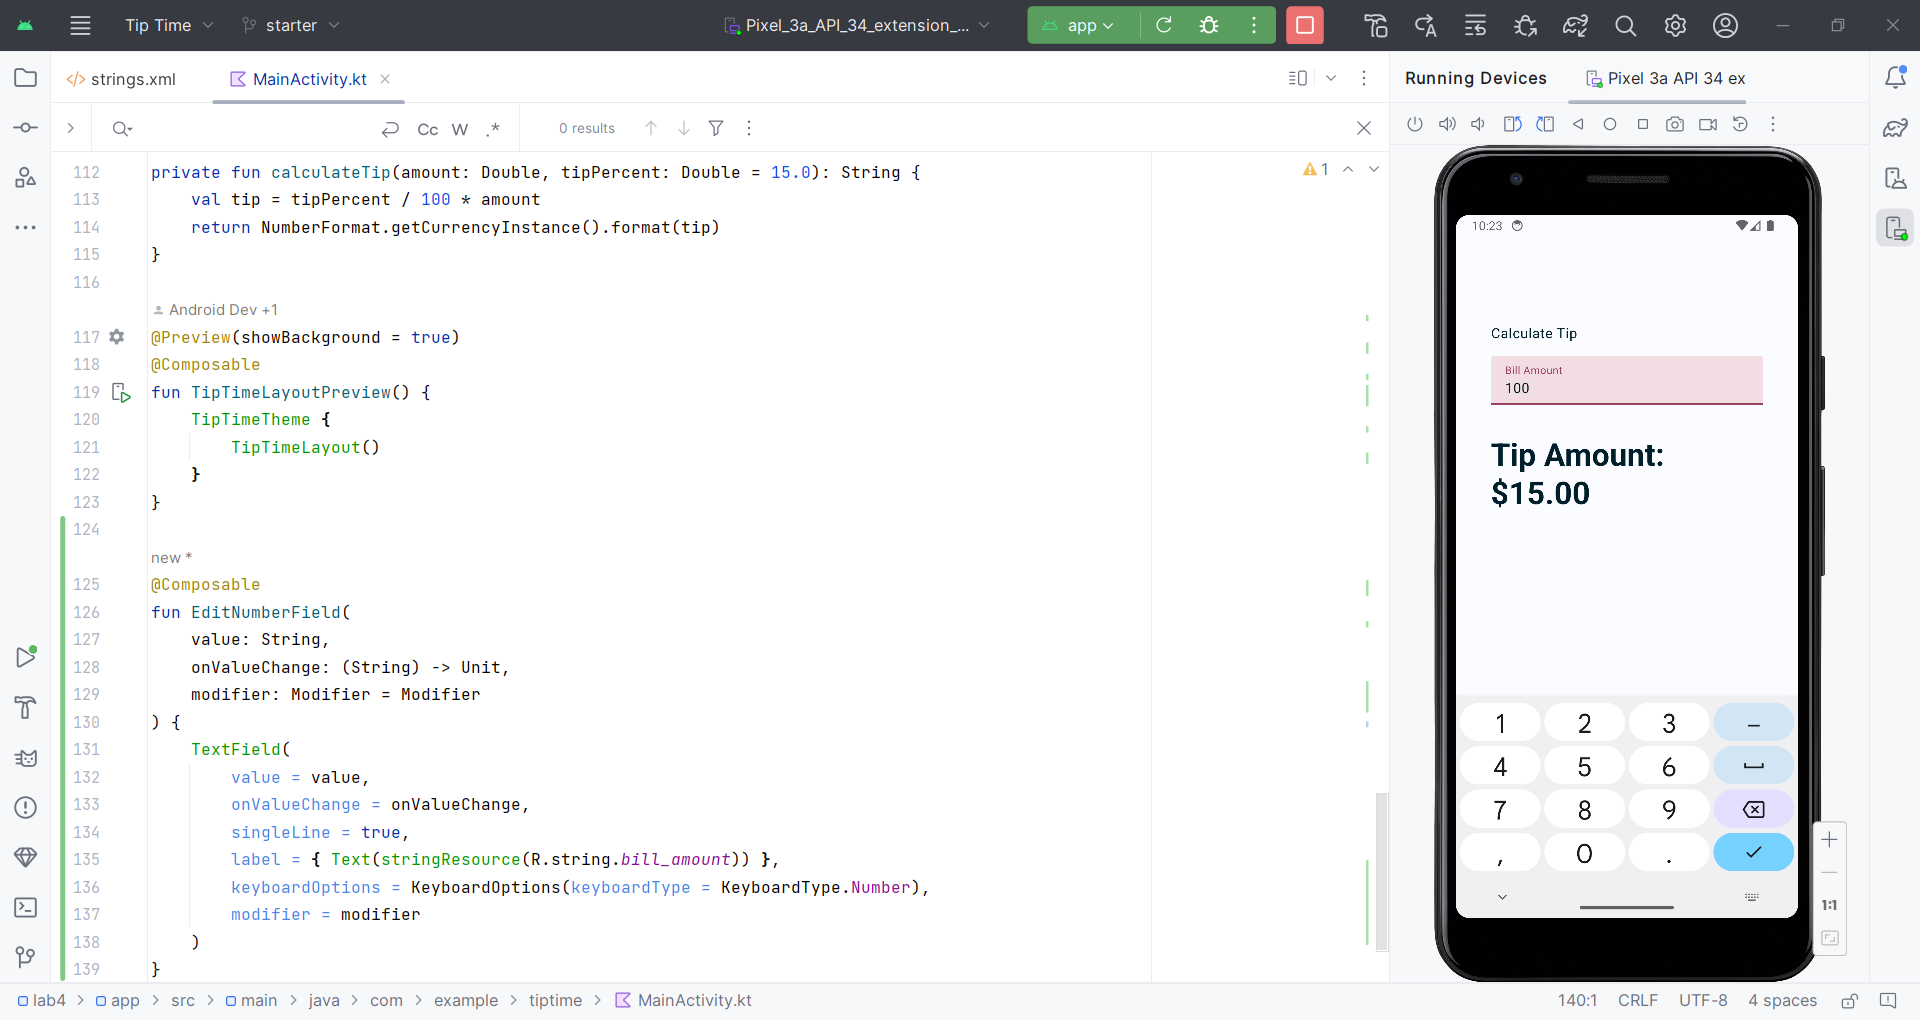 Tip Time
starter
Pixel_3a_API_34_extension_...
app
strings.xml
MainActivity.kt
Running Devices
Pixel 3a API 34 ex
Cc
W
.*
0 results
1
112 private fun calculateTip(amount: Double, tipPercent: Double = 15.0): String {
113 val tip = tipPercent / 100 * amount
114 return NumberFormat.getCurrencyInstance().format(tip)
115 }
116
Android Dev +1
117 @Preview(showBackground = true)
118 @Composable
119 fun TipTimeLayoutPreview() {
120 TipTimeTheme {
121 TipTimeLayout()
122 }
123 }
124
new *
125 @Composable
126 fun EditNumberField(
127 value: String,
128 onValueChange: (String) -> Unit,
129 modifier: Modifier = Modifier
130 ) {
131 TextField(
132 value = value,
133 onValueChange = onValueChange,
134 singleLine = true,
135 label = { Text(stringResource(R.string.bill_amount)) },
136 keyboardOptions = KeyboardOptions(keyboardType = KeyboardType.Number),
137 modifier = modifier
138 )
139 }
10:23
Calculate Tip
Bill Amount
100
Tip Amount:
$15.00
1 2 3 –
4 5 6
7 8 9
, 0 .
1:1
lab4 > app > src > main > java > com > example > tiptime > MainActivity.kt
140:1 CRLF UTF-8 4 spaces